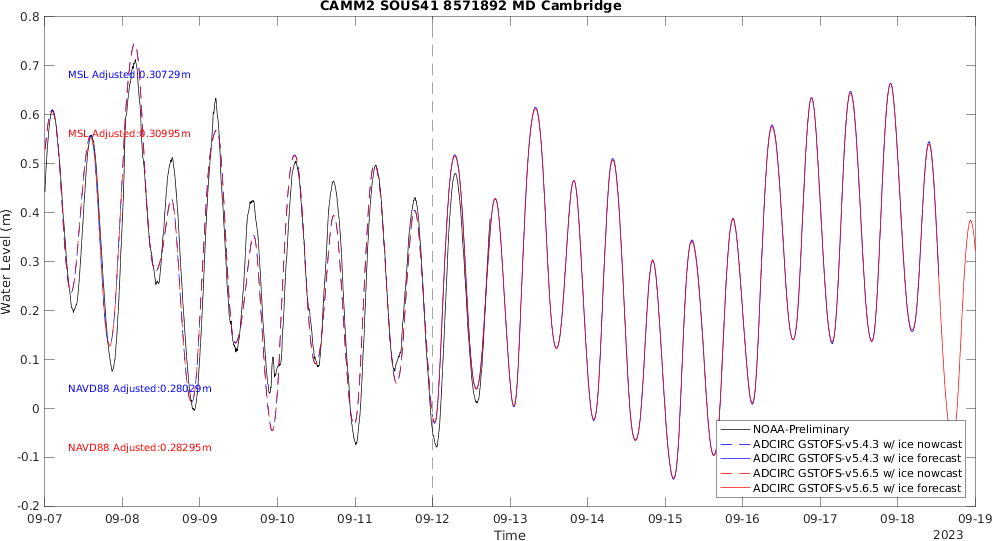 CAMM2 SOUS41 8571892 MD Cambridge
0.8
0.7
0.6
0.5
0.4
0.3
0.2
0.1
0
-0.1
-0.2
Water Level (m)
MSL Adjusted:0.30729m
MSL Adjusted:0.30995m
NAVD88 Adjusted:0.28029m
NAVD88 Adjusted:0.28295m
NOAA-Preliminary
ADCIRC GSTOFS-v5.4.3 w/ ice nowcast
ADCIRC GSTOFS-v5.4.3 w/ ice forecast
ADCIRC GSTOFS-v5.6.5 w/ ice nowcast
ADCIRC GSTOFS-v5.6.5 w/ ice forecast
09-07 09-08 09-09 09-10 09-11 09-12 09-13 09-14 09-15 09-16 09-17 09-18 09-19
Time
2023